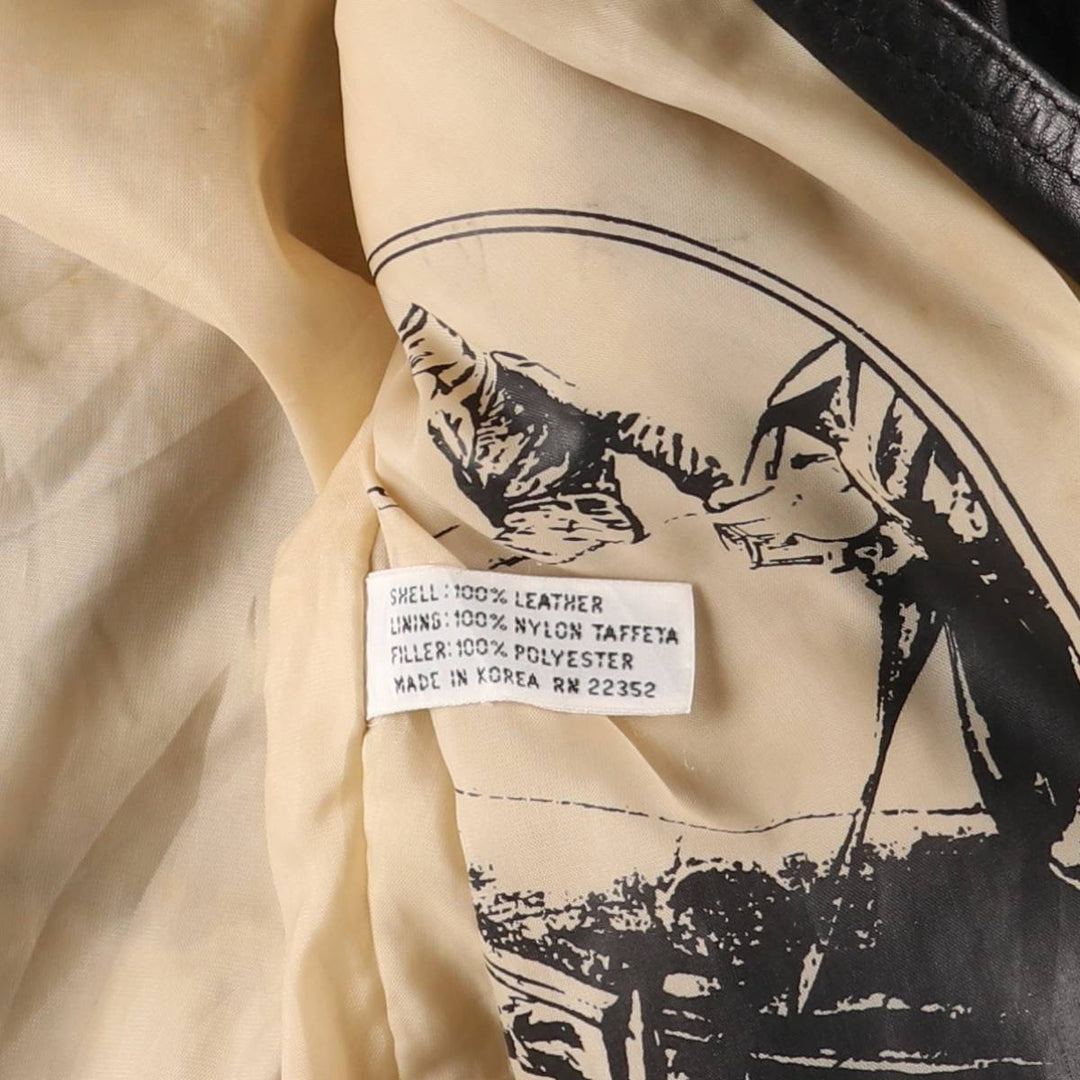 SHELL: 100% LEATHER
LINING: 100% NYLON TAFFETA
FILLER: 100% POLYESTER
MADE IN KOREA RN 22352